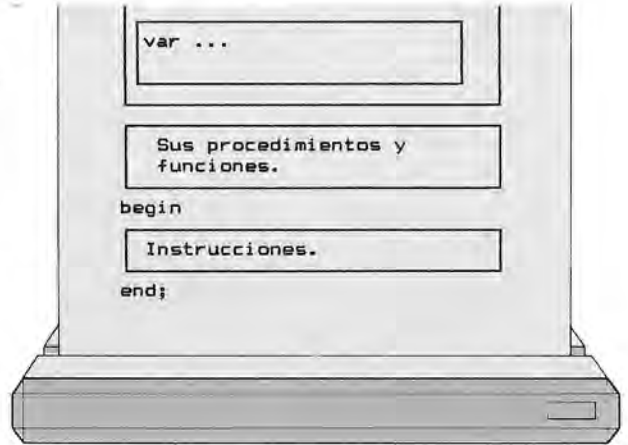 var ...
Sus procedimientos y
funciones.
begin
Instrucciones.
end;